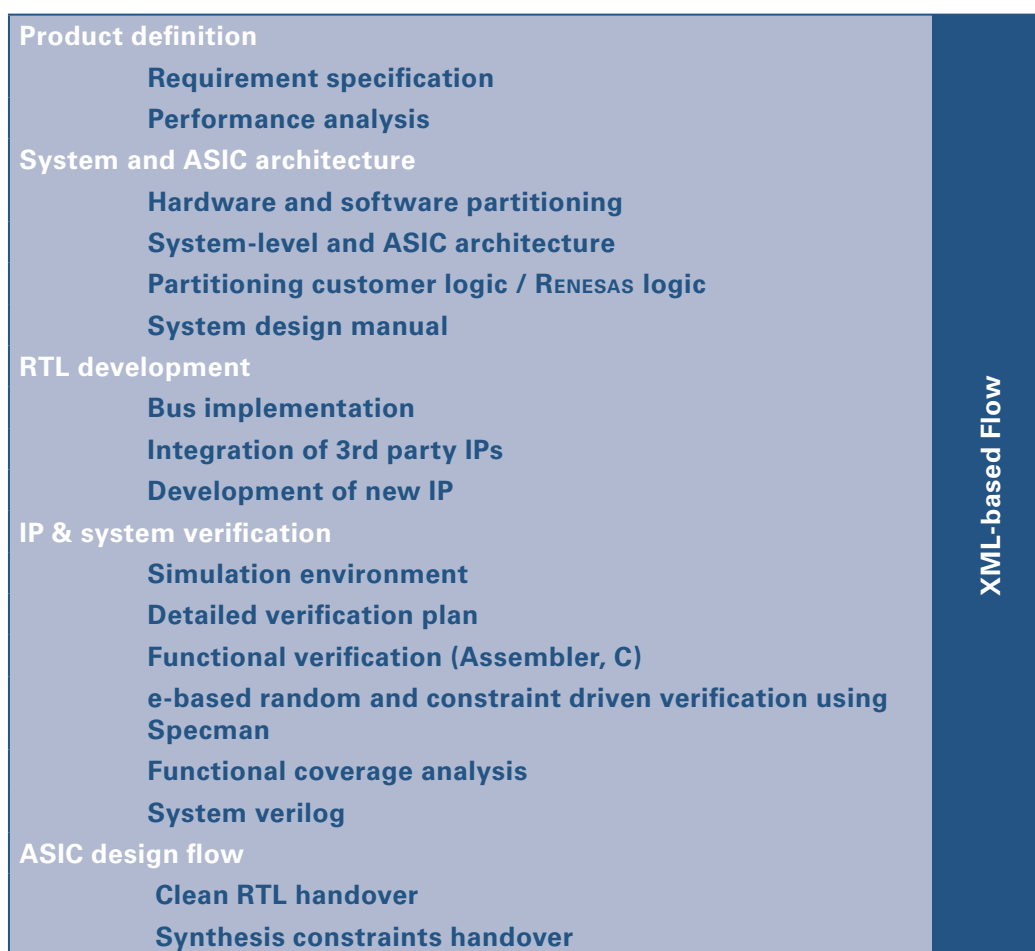 Product definition
Requirement specification
Performance analysis
System and ASIC architecture
Hardware and software partitioning
System-level and ASIC architecture
Partitioning customer logic / RENESAS logic
System design manual
RTL development
Bus implementation
Integration of 3rd party IPs
Development of new IP
IP & system verification
Simulation environment
Detailed verification plan
Functional verification (Assembler, C)
e-based random and constraint driven verification using
Specman
Functional coverage analysis
System verilog
ASIC design flow
Clean RTL handover
Synthesis constraints handover
XML-based Flow